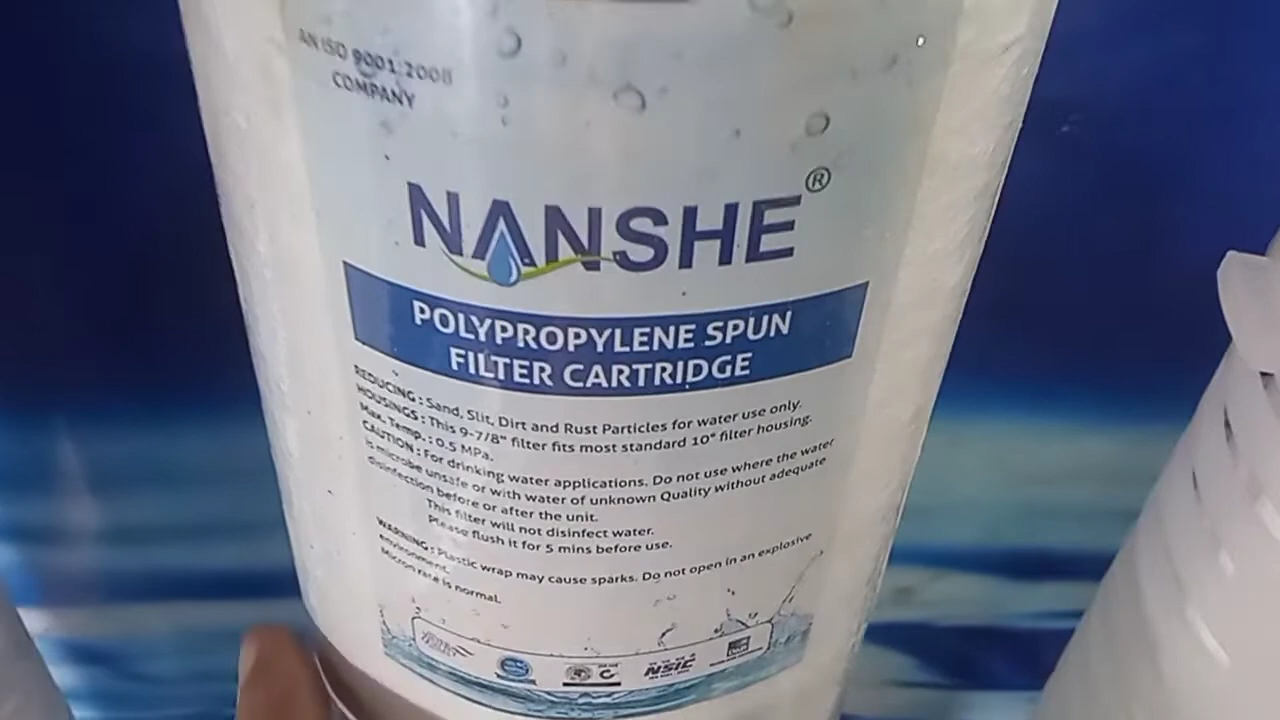 AN ISO 9001:2008
COMPANY
NANSHE®
POLYPROPYLENE SPUN
FILTER CARTRIDGE
REDUCING : Sand, Slit, Dirt and Rust Particles for water use only.
HOUSINGS : This 9-7/8" filter fits most standard 10" filter housing.
Max. Temp. : 0.5 MPa.
CAUTION : For drinking water applications. Do not use where the water
is microbe unsafe or with water of unknown Quality without adequate
disinfection before or after the unit.
This filter will not disinfect water.
Please flush it for 5 mins before use.
WARNING : Plastic wrap may cause sparks. Do not open in an explosive
environment.
Micron rate is normal.
NSIC